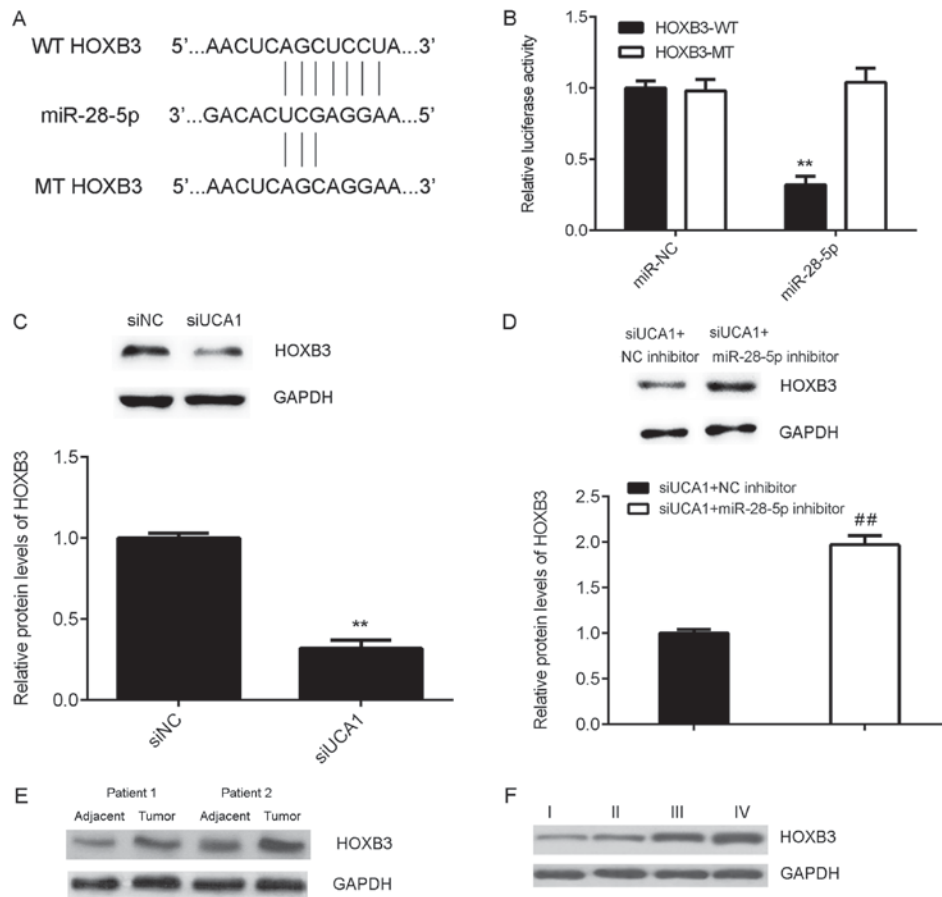 A
WT HOXB3 5’...AACUCAGCUCCUA...3’
miR-28-5p 3’...GACACUCGAGGAA...5’
MT HOXB3 5’...AACUCAGCAGGAA...3’
B
HOXB3-WT
HOXB3-MT
Relative luciferase activity
1.5
1.0
0.5
0.0
**
miR-NC
miR-28-5p
C
siNC siUCA1
HOXB3
GAPDH
Relative protein levels of HOXB3
1.5
1.0
0.5
0.0
**
siNC
siUCA1
D
siUCA1+ siUCA1+
NC inhibitor miR-28-5p inhibitor
HOXB3
GAPDH
siUCA1+NC inhibitor
siUCA1+miR-28-5p inhibitor
Relative protein levels of HOXB3
2.5
2.0
1.5
1.0
0.5
0.0
##
E
Patient 1 Patient 2
Adjacent Tumor Adjacent Tumor
HOXB3
GAPDH
F
I II III IV
HOXB3
GAPDH